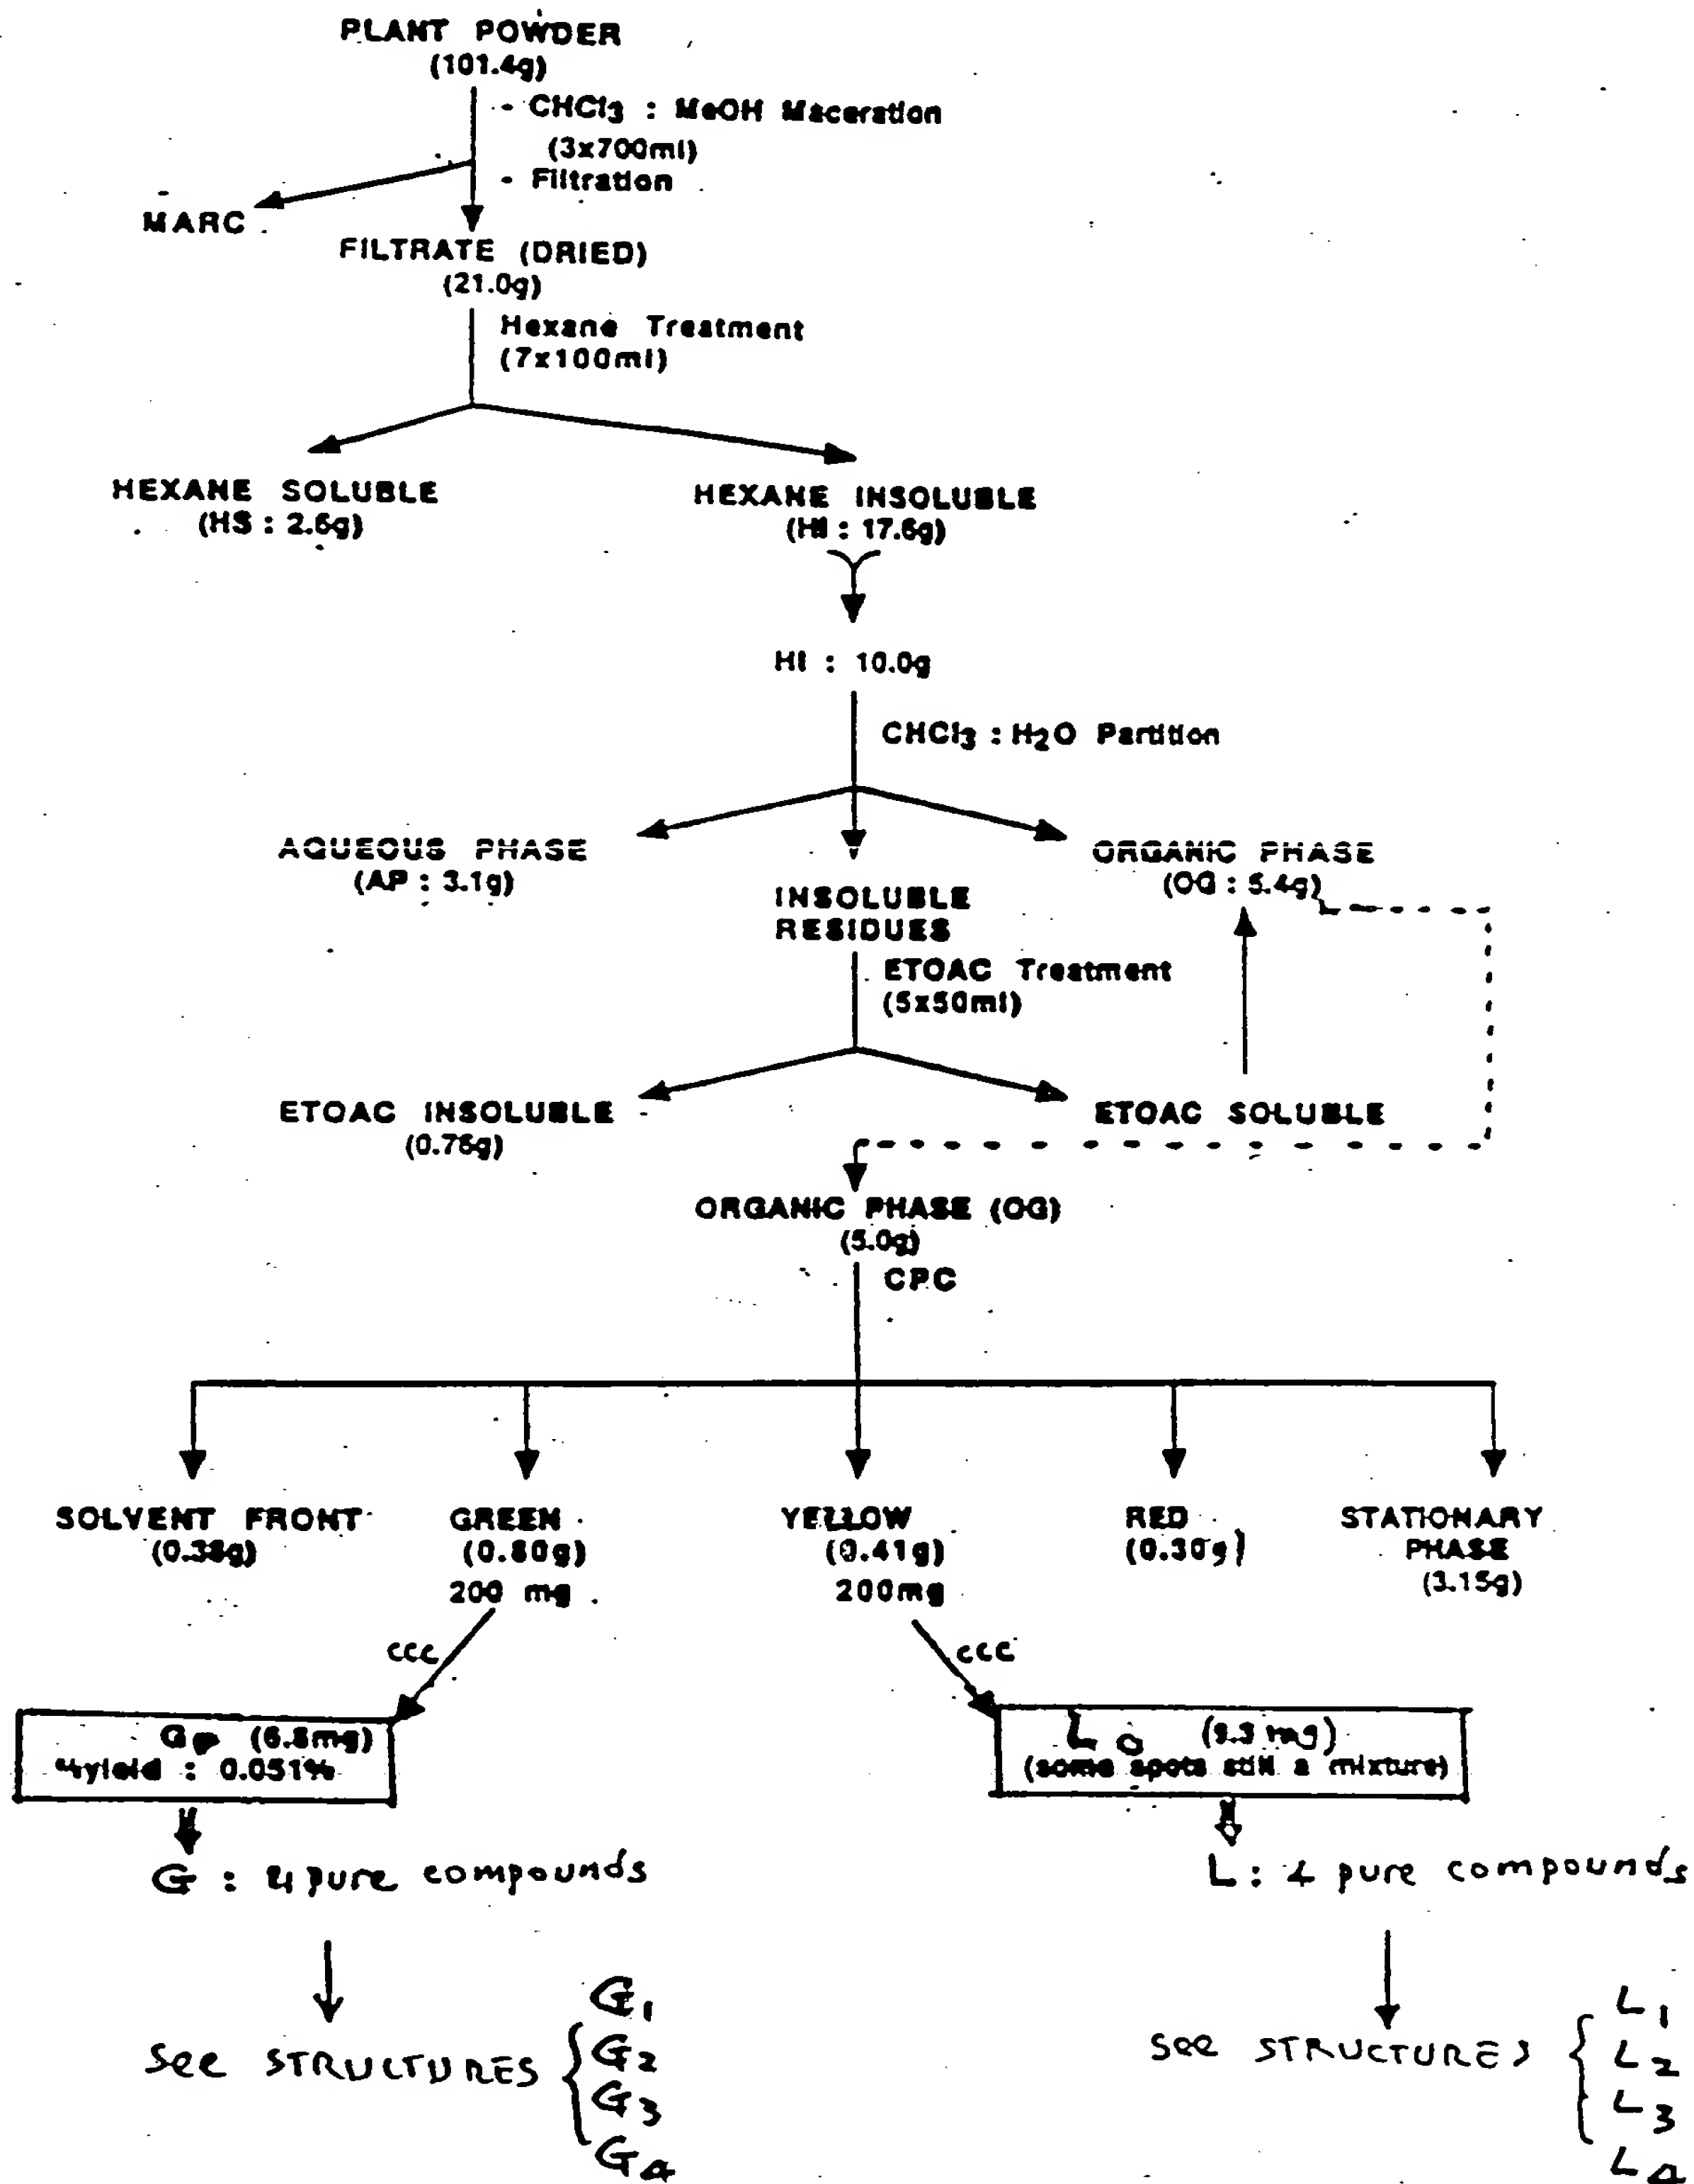 PLANT POWDER
(101.4g)
- CHCl3 : MeOH Maceration
(3x700ml)
- Filtration
MARC
FILTRATE (DRIED)
(21.0g)
Hexane Treatment
(7x100ml)
HEXANE SOLUBLE
(HS : 2.6g)
HEXANE INSOLUBLE
(HI : 17.6g)
HI : 10.0g
CHCl3 : H2O Partition
AQUEOUS PHASE
(AP : 3.1g)
INSOLUBLE
RESIDUES
ORGANIC PHASE
(OG : 5.4g)
ETOAC Treatment
(5x50ml)
ETOAC INSOLUBLE
(0.76g)
ETOAC SOLUBLE
ORGANIC PHASE (OG)
(5.0g)
CPC
SOLVENT FRONT
(0.38g)
GREEN
(0.80g)
200 mg
YELLOW
(0.41g)
200mg
RED
(0.30g)
STATIONARY
PHASE
(3.15g)
CCC
CCC
(6.8mg)
yield : 0.051%
Lo (9.9mg)
(some spots still a mixture)
G : 4 pure compounds
L : 4 pure compounds
See STRUCTURES
G1
G2
G3
G4
See STRUCTURES
L1
L2
L3
L4